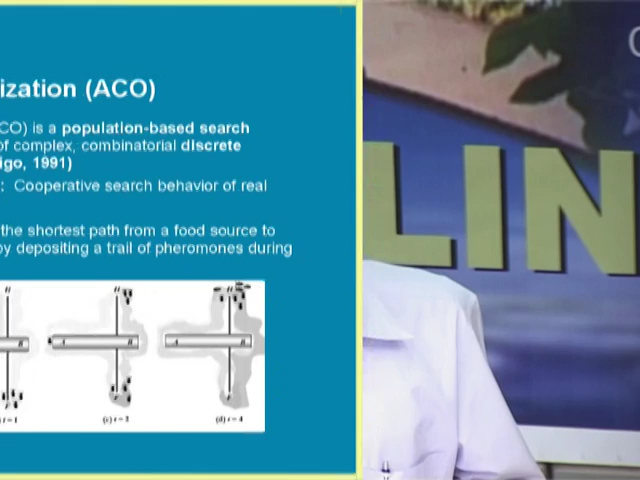 ization (ACO)
CO) is a population-based search
of complex, combinatorial discrete
igo, 1991)
: Cooperative search behavior of real
the shortest path from a food source to
by depositing a trail of pheromones during
LIN